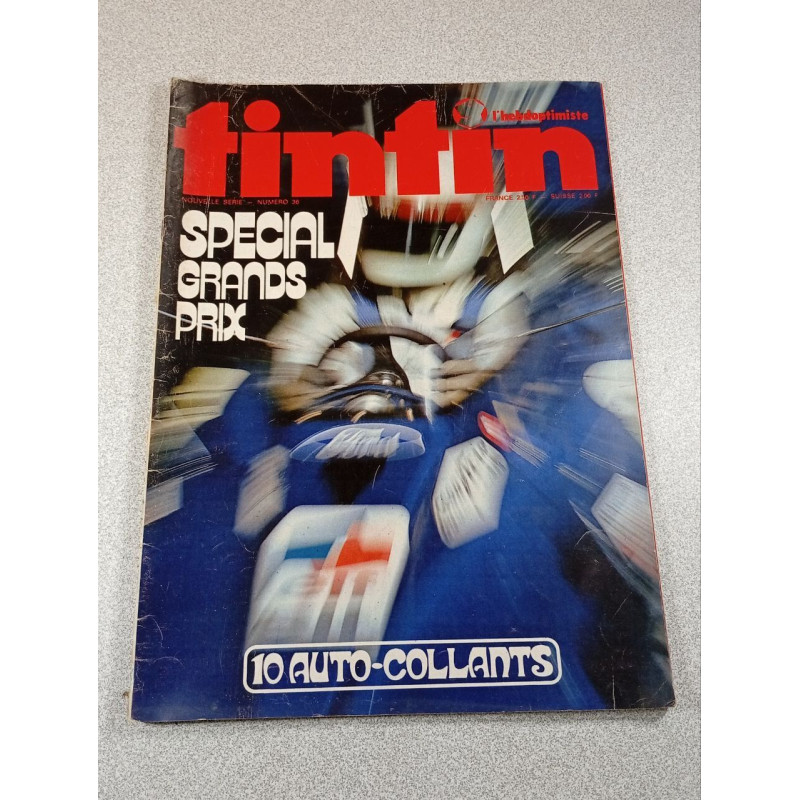 l'hebdoptimiste
tintin
NOUVELLE SERIE - NUMERO 38
SPECIAL
GRANDS
PRIX
10 AUTO-COLLANTS